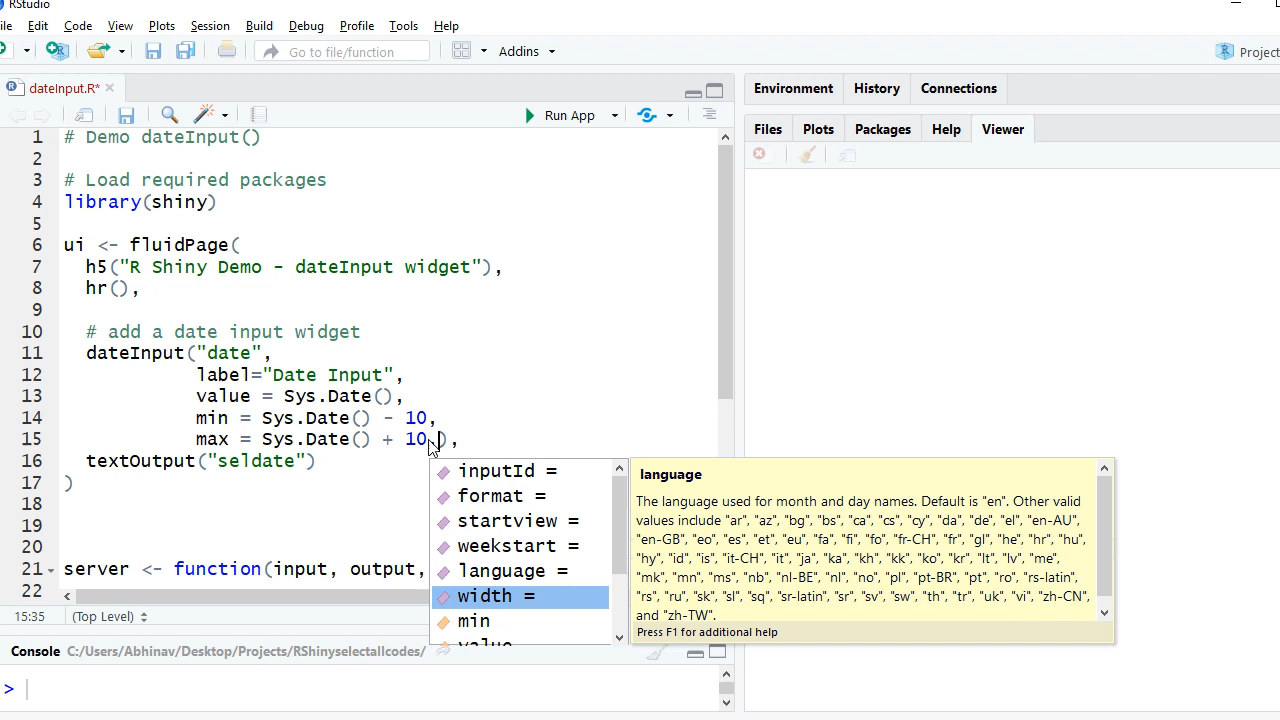 RStudio
ile Edit Code View Plots Session Build Debug Profile Tools Help
Go to file/function Addins Project
dateInput.R*
Run App
1 # Demo dateInput()
2
3 # Load required packages
4 library(shiny)
5
6 ui <- fluidPage(
7 h5("R Shiny Demo - dateInput widget"),
8 hr(),
9
10 # add a date input widget
11 dateInput("date",
12 label="Date Input",
13 value = Sys.Date(),
14 min = Sys.Date() - 10,
15 max = Sys.Date() + 10,),
16 textOutput("seldate")
17 )
18
19
20
21 server <- function(input, output,
22
inputId =
format =
startview =
weekstart =
language =
width =
min
value
language
The language used for month and day names. Default is "en". Other valid
values include "ar", "az", "bg", "bs", "ca", "cs", "cy", "da", "de", "el", "en-AU",
"en-GB", "eo", "es", "et", "eu", "fa", "fi", "fo", "fr-CH", "fr", "gl", "he", "hr", "hu",
"hy", "id", "is", "it-CH", "it", "ja", "ka", "kh", "kk", "ko", "kr", "lt", "lv", "me",
"mk", "mn", "ms", "nb", "nl-BE", "nl", "no", "pl", "pt-BR", "pt", "ro", "rs-latin",
"rs", "ru", "sk", "sl", "sq", "sr-latin", "sr", "sv", "sw", "th", "tr", "uk", "vi", "zh-CN",
and "zh-TW".
Press F1 for additional help
15:35 (Top Level)
Console C:/Users/Abhinav/Desktop/Projects/RShinyselectallcodes/
>
Environment History Connections
Files Plots Packages Help Viewer